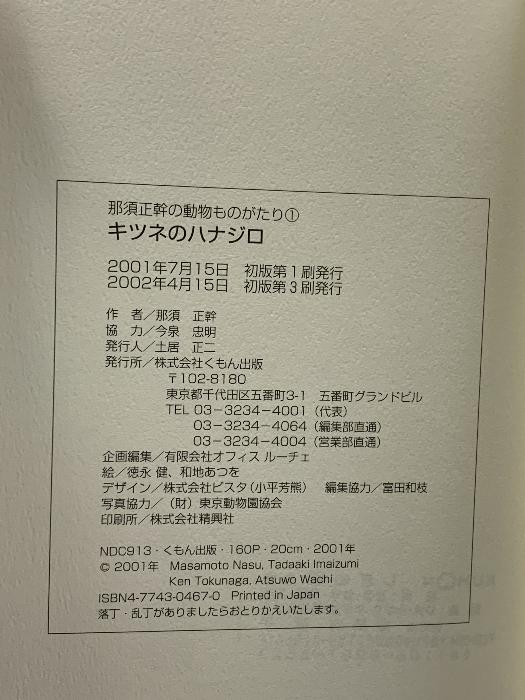 那須正幹の動物ものがたり①
キツネのハナジロ
2001年7月15日　初版第1刷発行
2002年4月15日　初版第3刷発行
作　者／那須　正幹
協　力／今泉　忠明
発行人／土居　正二
発行所／株式会社くもん出版
〒102-8180
東京都千代田区五番町3-1　五番町グランドビル
TEL 03－3234－4001（代表）
03－3234－4064（編集部直通）
03－3234－4004（営業部直通）
企画編集／有限会社オフィス ルーチェ
絵／徳永 健、和地あつを
デザイン／株式会社ビスタ（小平芳熊）　編集協力／富田和枝
写真協力／（財）東京動物園協会
印刷所／株式会社精興社
NDC913・くもん出版・160P・20cm・2001年
© 2001年　Masamoto Nasu, Tadaaki Imaizumi
Ken Tokunaga, Atsuwo Wachi
ISBN4-7743-0467-0　Printed in Japan
落丁・乱丁がありましたらおとりかえいたします。